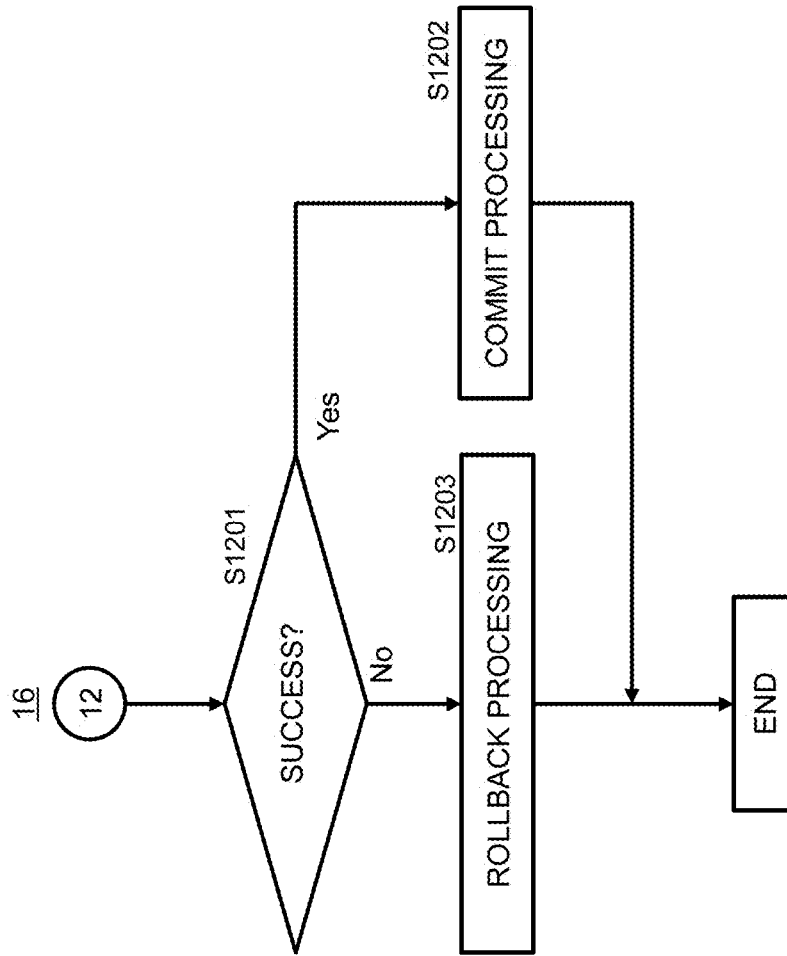 16
12
SUCCESS?
S1201
Yes
No
S1203
ROLLBACK PROCESSING
S1202
COMMIT PROCESSING
END